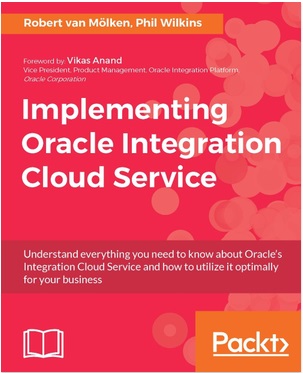 Robert van Mölken, Phil Wilkins
Foreword by: Vikas Anand
Vice President, Product Management, Oracle Integration Platform,
Oracle Corporation
Implementing
Oracle Integration
Cloud Service
Understand everything you need to know about Oracle's
Integration Cloud Service and how to utilize it optimally
for your business
Packt>